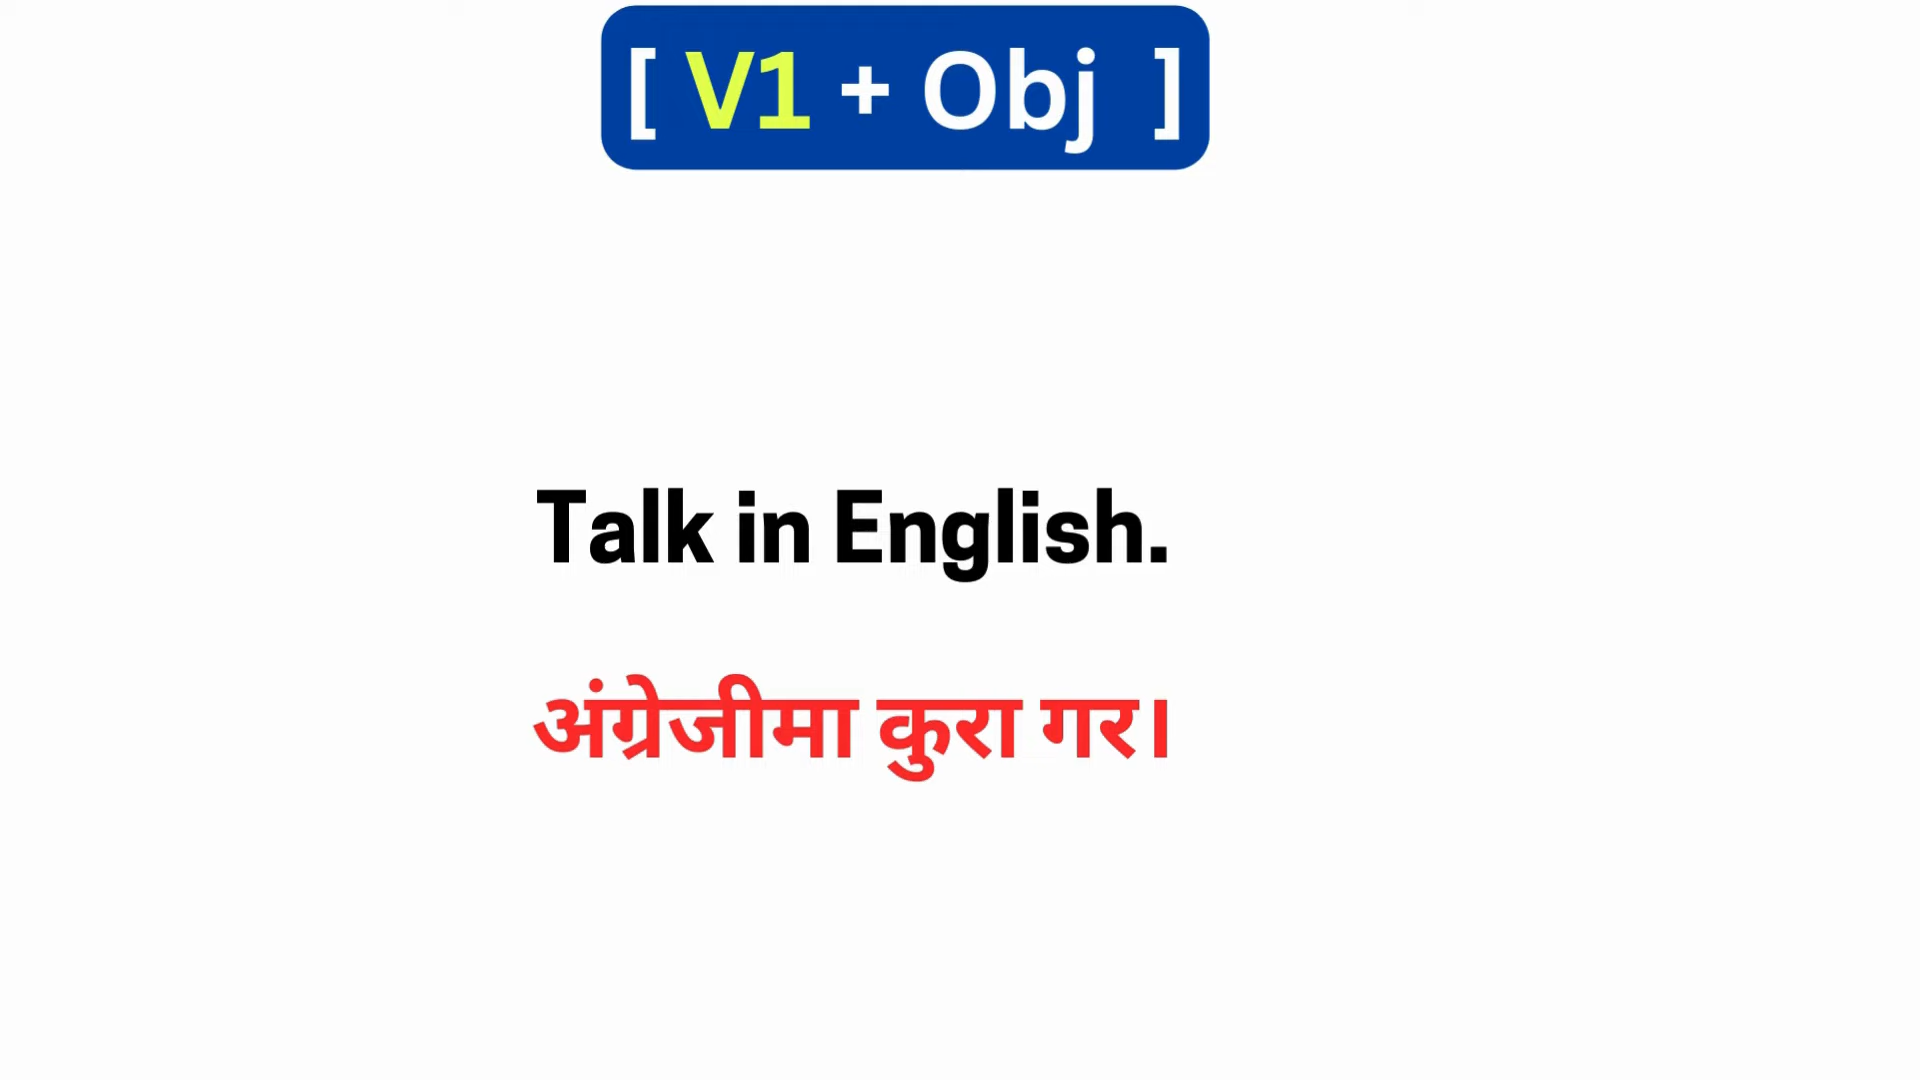 [ V1 + Obj ]
Talk in English.
अंग्रेजीमा कुरा गर।